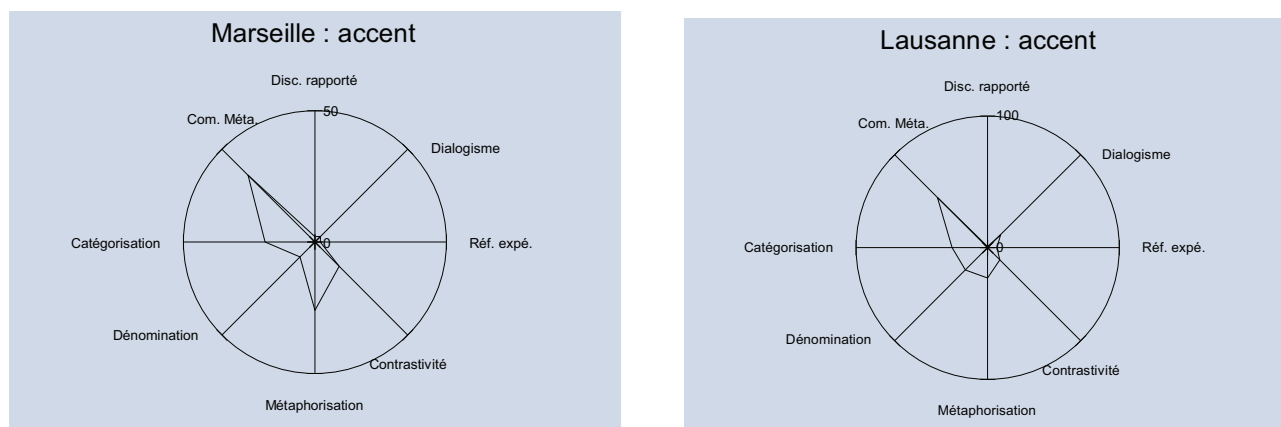 Marseille : accent
Disc. rapporté
50
Com. Méta.
Dialogisme
Catégorisation
0
Réf. expé.
Dénomination
Contrastivité
Métaphorisation
Lausanne : accent
Disc. rapporté
100
Com. Méta.
Dialogisme
Catégorisation
0
Réf. expé.
Dénomination
Contrastivité
Métaphorisation